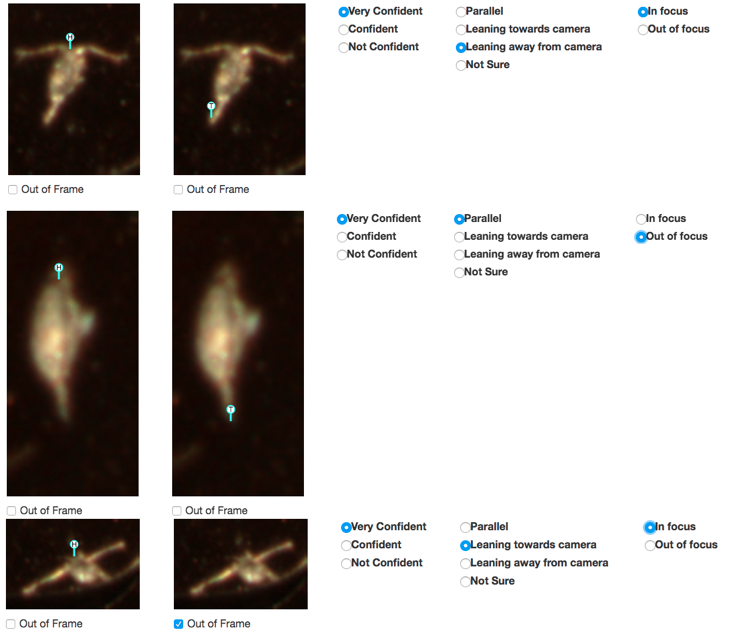 H
Very Confident
Confident
Not Confident
Parallel
Leaning towards camera
Leaning away from camera
Not Sure
In focus
Out of focus
T
Out of Frame
Out of Frame
H
Very Confident
Confident
Not Confident
Parallel
Leaning towards camera
Leaning away from camera
Not Sure
In focus
Out of focus
T
Out of Frame
Out of Frame
H
Very Confident
Confident
Not Confident
Parallel
Leaning towards camera
Leaning away from camera
Not Sure
In focus
Out of focus
Out of Frame
Out of Frame